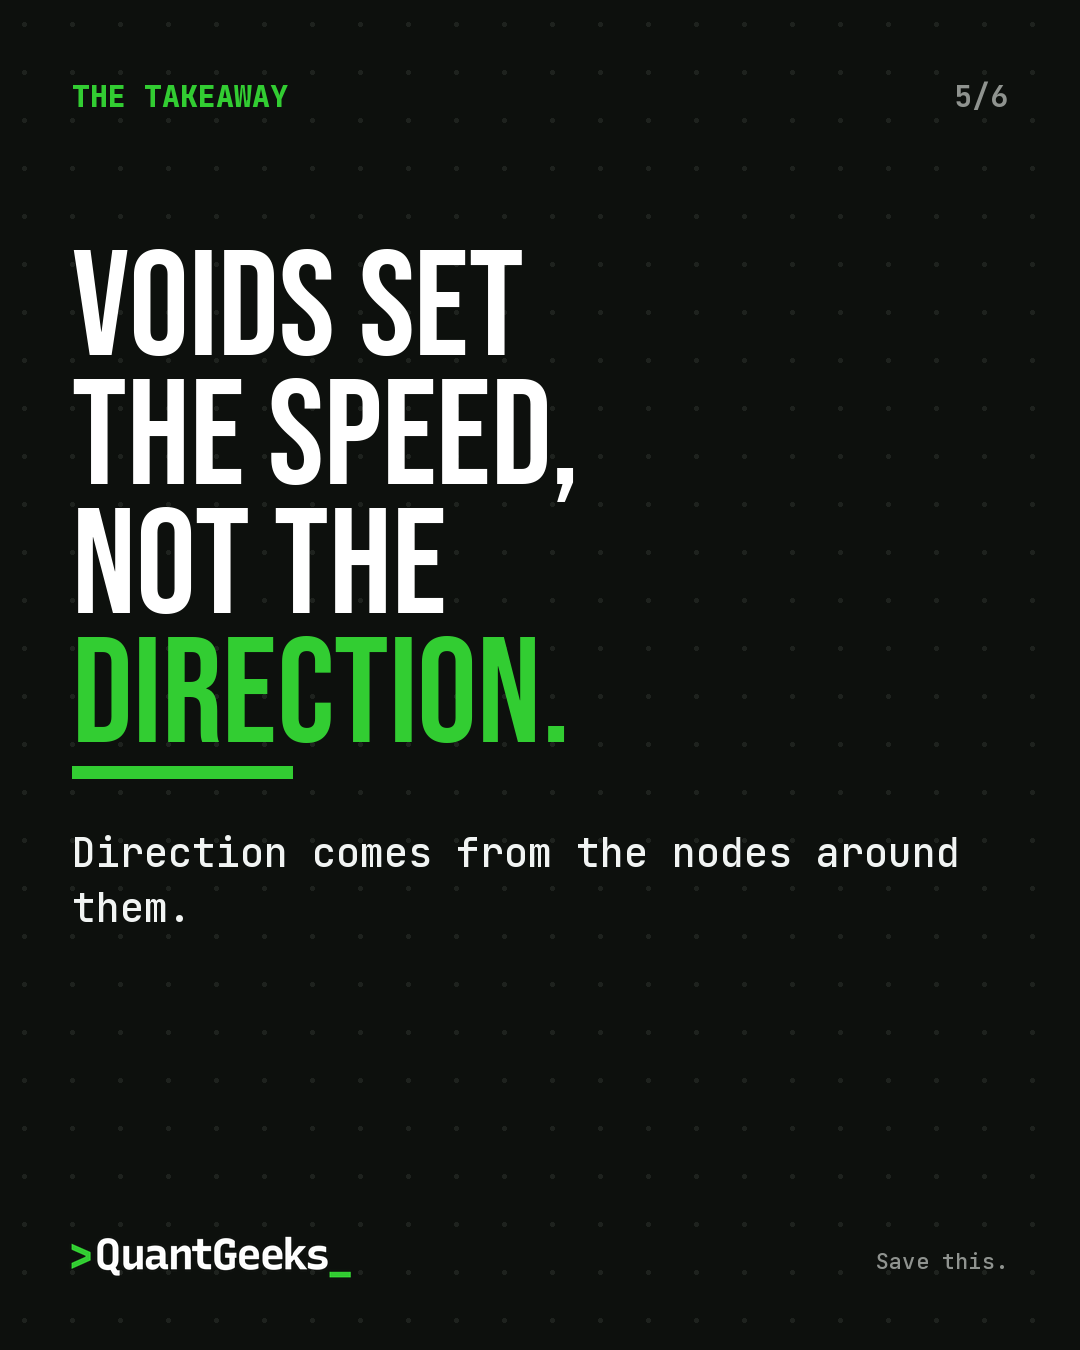 THE TAKEAWAY
5/6
VOIDS SET
THE SPEED,
NOT THE
DIRECTION.
Direction comes from the nodes around
them.
>QuantGeeks_
Save this.